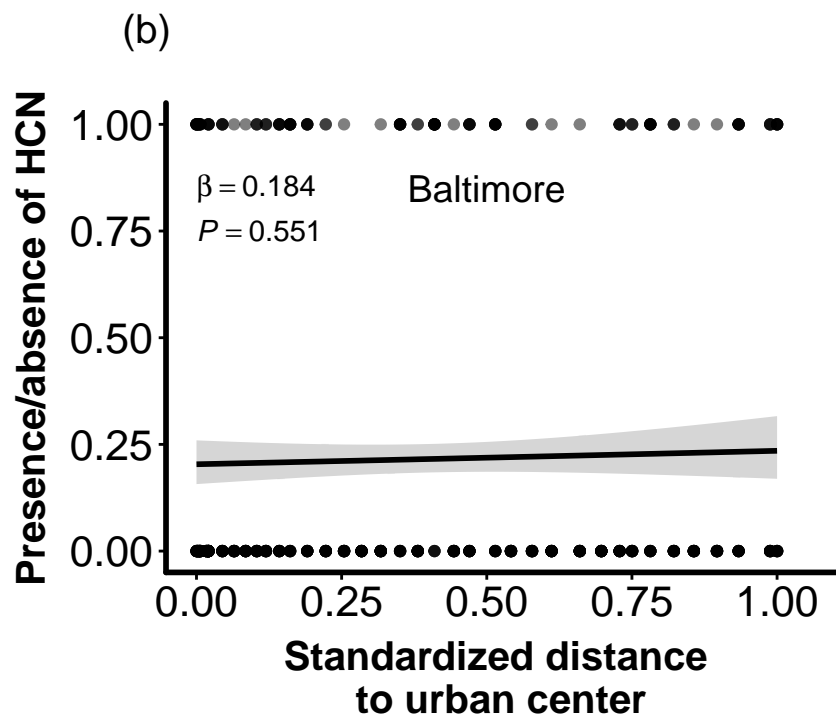 (b)
Presence/absence of HCN
1.00
0.75
0.50
0.25
0.00
β = 0.184
P = 0.551
Baltimore
0.00 0.25 0.50 0.75 1.00
Standardized distance
to urban center